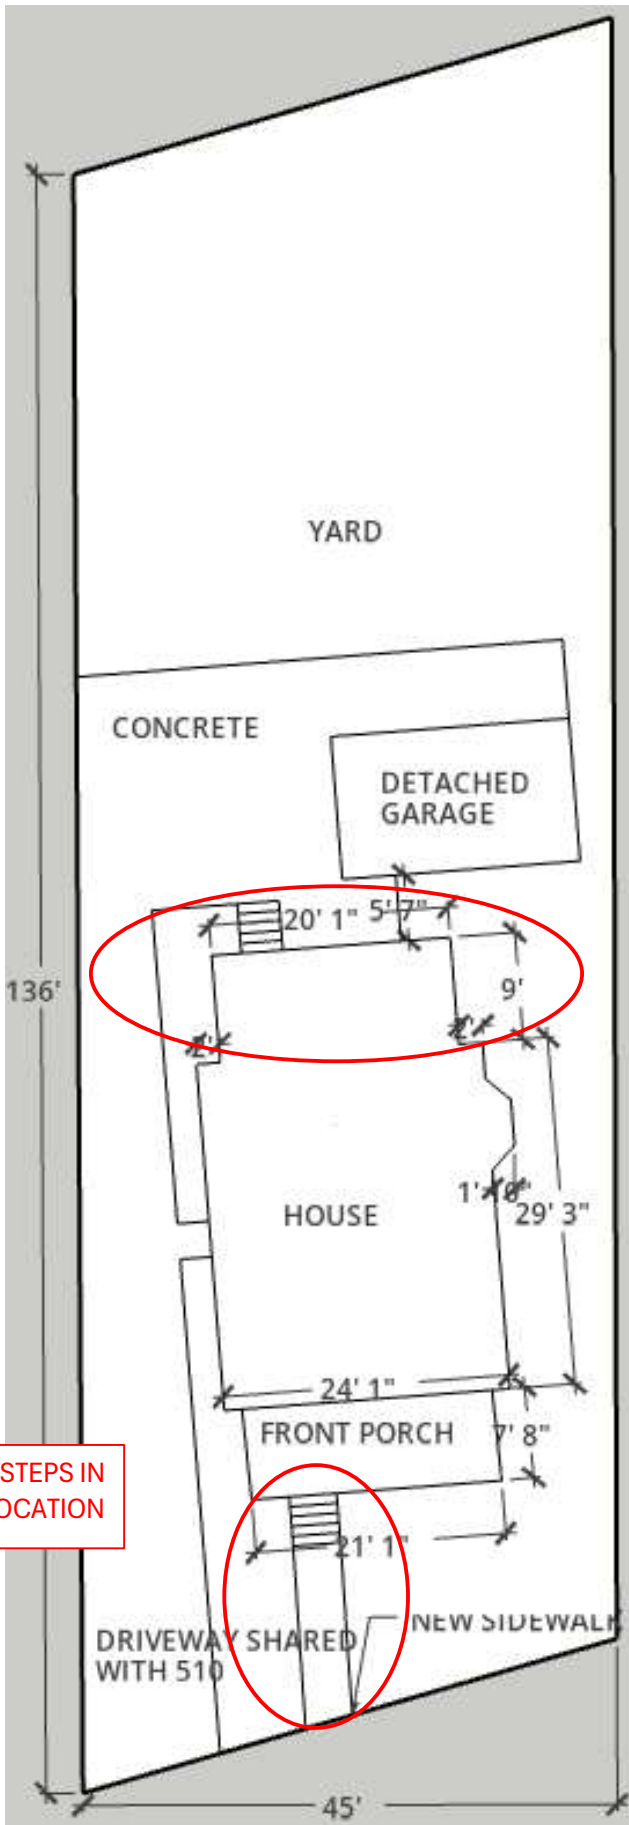 YARD
CONCRETE
DETACHED
GARAGE
20' 1"
5' 7"
136'
9'
2'
2'
HOUSE
29' 3"
24' 1"
FRONT PORCH
7' 8"
STEPS IN
OCATION
21' 1"
NEW SIDEWALK
DRIVEWAY SHARED
WITH 510
45'